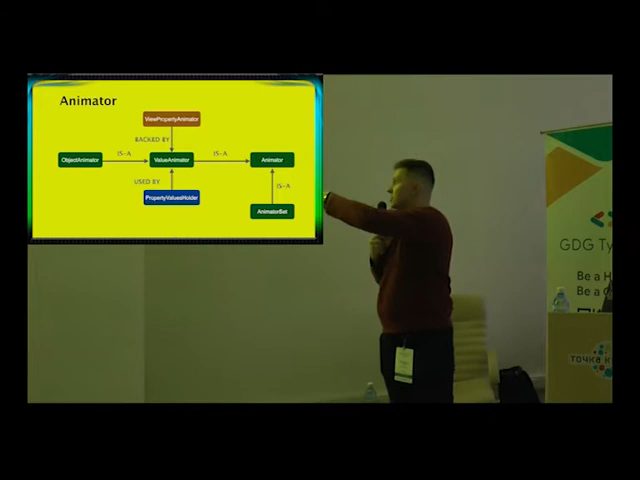 Animator
ViewPropertyAnimator
BACKED BY
ObjectAnimator
IS-A
ValueAnimator
IS-A
Animator
USED BY
IS-A
PropertyValuesHolder
AnimatorSet
GDG Ty
Be a H
Be a
точка к